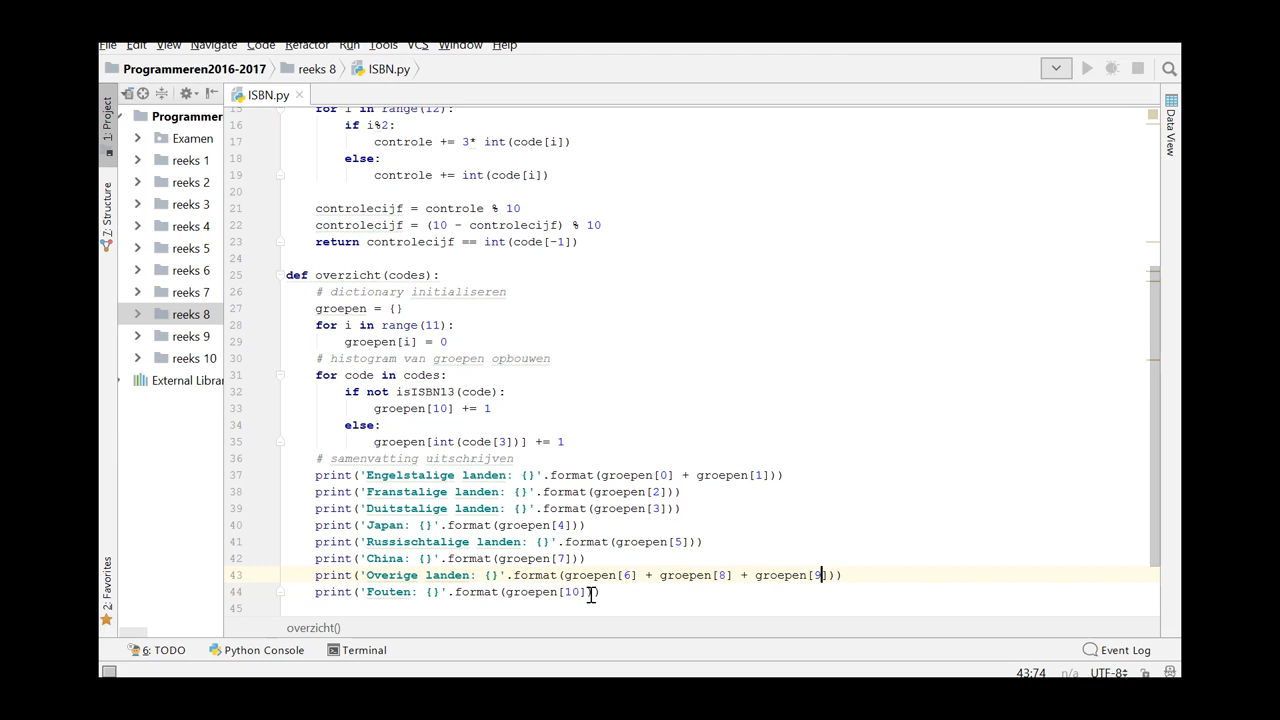 File Edit View Navigate Code Refactor Run Tools VCS Window Help
Programmeren2016-2017 reeks 8 ISBN.py
1: Project
ISBN.py
Programmer
Examen
reeks 1
reeks 2
reeks 3
reeks 4
reeks 5
reeks 6
reeks 7
reeks 8
reeks 9
reeks 10
External Libra
7: Structure
2: Favorites
Data View
15 for i in range(12):
16 if i%2:
17 controle += 3* int(code[i])
18 else:
19 controle += int(code[i])
20
21 controlecijf = controle % 10
22 controlecijf = (10 - controlecijf) % 10
23 return controlecijf == int(code[-1])
24
25 def overzicht(codes):
26 # dictionary initialiseren
27 groepen = {}
28 for i in range(11):
29 groepen[i] = 0
30 # histogram van groepen opbouwen
31 for code in codes:
32 if not isISBN13(code):
33 groepen[10] += 1
34 else:
35 groepen[int(code[3])] += 1
36 # samenvatting uitschrijven
37 print('Engelstalige landen: {}'.format(groepen[0] + groepen[1]))
38 print('Franstalige landen: {}'.format(groepen[2]))
39 print('Duitstalige landen: {}'.format(groepen[3]))
40 print('Japan: {}'.format(groepen[4]))
41 print('Russischtalige landen: {}'.format(groepen[5]))
42 print('China: {}'.format(groepen[7]))
43 print('Overige landen: {}'.format(groepen[6] + groepen[8] + groepen[9]))
44 print('Fouten: {}'.format(groepen[10]))
45
overzicht()
6: TODO Python Console Terminal Event Log
43:74 n/a UTF-8